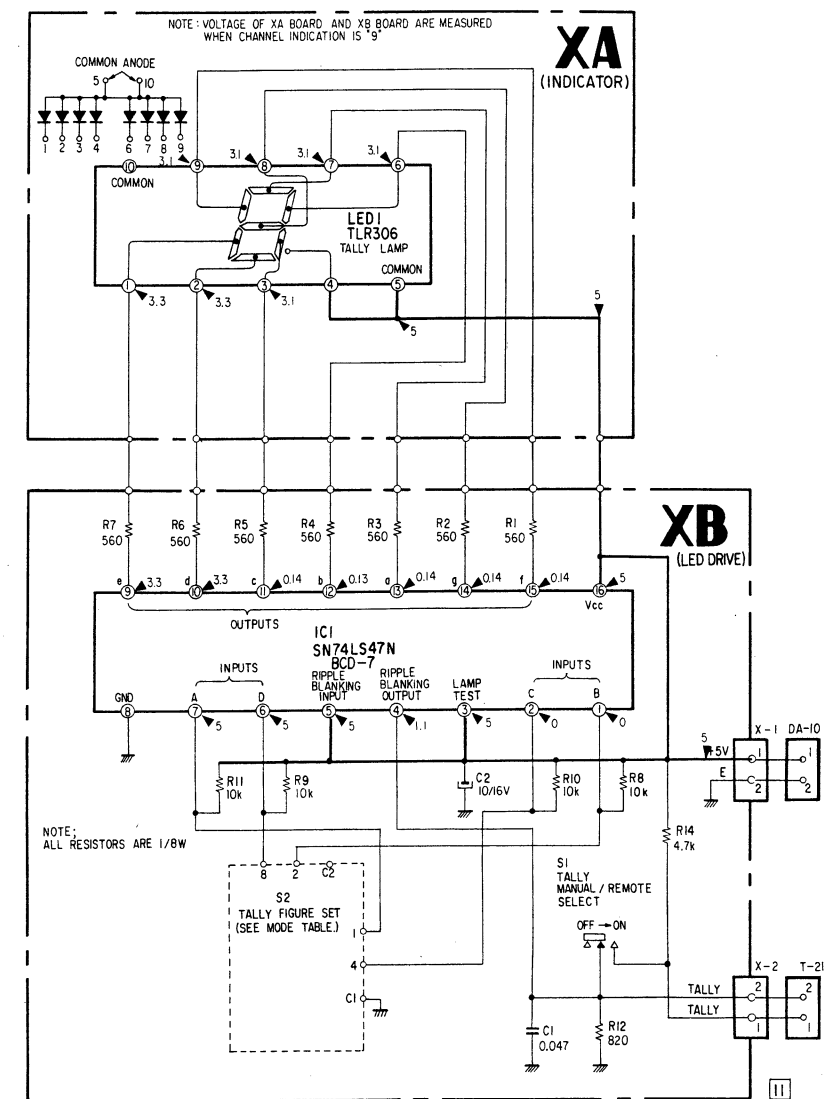 NOTE : VOLTAGE OF XA BOARD AND XB BOARD ARE MEASURED
WHEN CHANNEL INDICATION IS "9"
XA
(INDICATOR)
COMMON ANODE
5 10
1 2 3 4 6 7 8 9
10 3.1 9 3.1 8 3.1 7 3.1 6
COMMON
LED1
TLR306
TALLY LAMP
COMMON
1 2 3 4 5
3.3 3.3 3.1 5
5
XB
(LED DRIVE)
R7 R6 R5 R4 R3 R2 R1
560 560 560 560 560 560 560
e d c b a g f
9 3.3 10 3.3 11 0.14 12 0.13 13 0.14 14 0.14 15 0.14 16 5
Vcc
OUTPUTS
IC1
SN74LS47N
BCD-7
INPUTS
RIPPLE BLANKING INPUT
RIPPLE BLANKING OUTPUT
LAMP TEST
INPUTS
GND A D C B
8 7 6 5 4 3 2 1
5 5 5 1.1 5 0 0
5
+5V
E
X-1 DA-10
1 1
2 2
R11
10k
R9
10k
C2
10/16V
R10
10k
R8
10k
R14
4.7k
NOTE;
ALL RESISTORS ARE 1/8W
8 2 C2
S2
TALLY FIGURE SET
(SEE MODE TABLE.)
1
4
C1
S1
TALLY
MANUAL / REMOTE
SELECT
OFF → ON
X-2 T-21
TALLY 2 2
TALLY 1 1
C1
0.047
R12
820
11